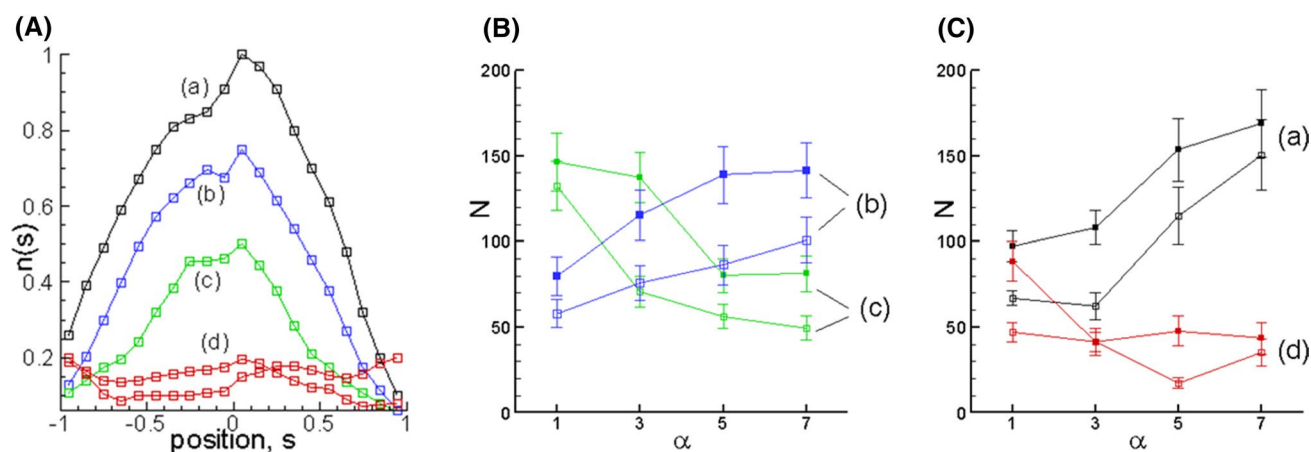 (A)
1
0.8
0.6
0.4
0.2
n(s)
(a)
(b)
(c)
(d)
-1 -0.5 0 0.5 1
position, s
(B)
200
150
100
50
0
N
(b)
(c)
1 3 5 7
α
(C)
200
150
100
50
0
N
(a)
(d)
1 3 5 7
α